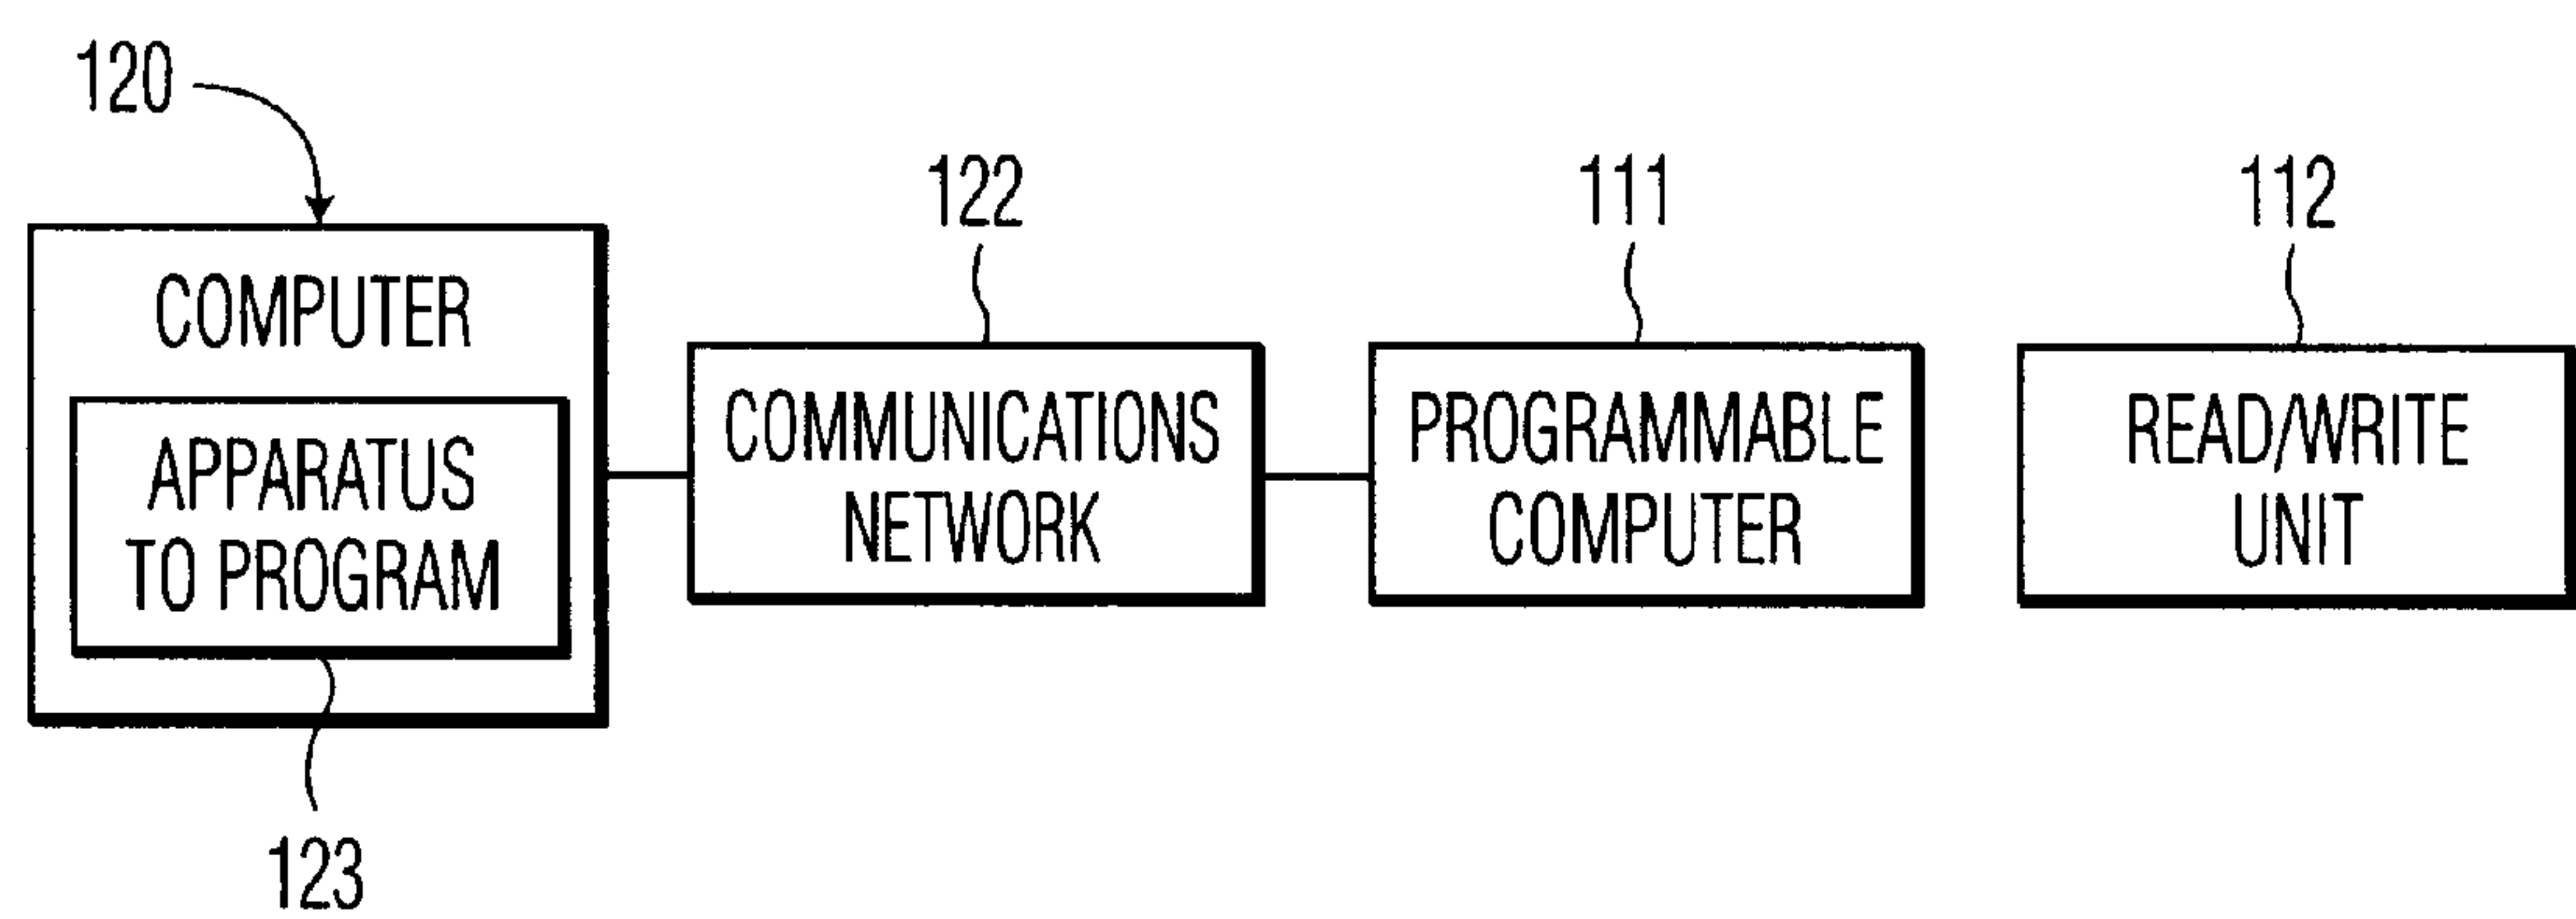 120
122
111
112
COMPUTER
APPARATUS
TO PROGRAM
COMMUNICATIONS
NETWORK
PROGRAMMABLE
COMPUTER
READ/WRITE
UNIT
123